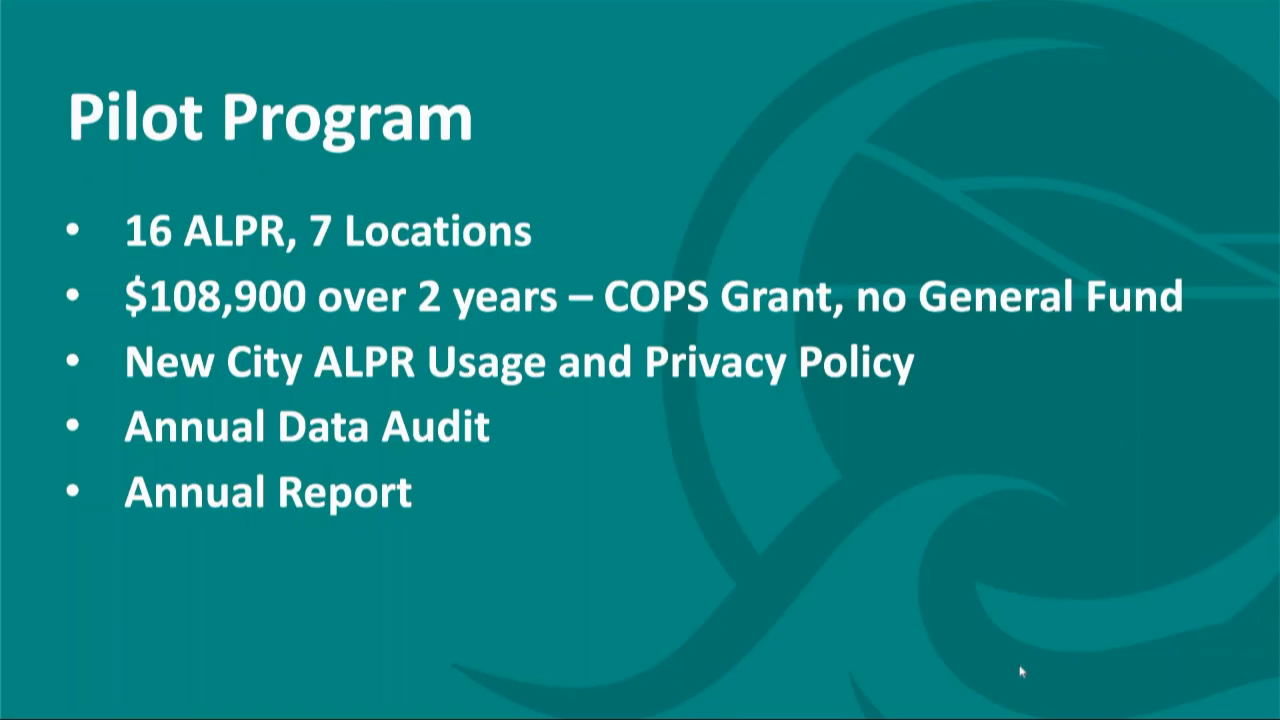 Pilot Program
• 16 ALPR, 7 Locations
• $108,900 over 2 years – COPS Grant, no General Fund
• New City ALPR Usage and Privacy Policy
• Annual Data Audit
• Annual Report